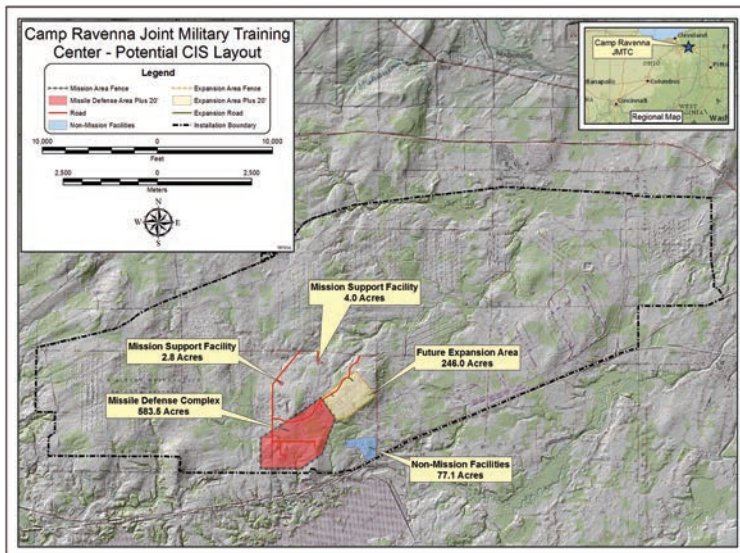 Camp Ravenna Joint Military Training
Center - Potential CIS Layout
Legend
Mission Area Fence
Expansion Area Fence
Missile Defense Area Plus 20'
Expansion Area Plus 20'
Road
Expansion Road
Non-Mission Facilities
Installation Boundary
10,000 0 10,000
Feet
2,500 0 2,500
Meters
N
W E
S
Camp Ravenna
JMTC
Cleveland
OHIO
Columbus
Cincinnati
WEST
VIRGINIA
Regional Map
Mission Support Facility
4.0 Acres
Mission Support Facility
2.8 Acres
Future Expansion Area
246.0 Acres
Missile Defense Complex
583.5 Acres
Non-Mission Facilities
77.1 Acres